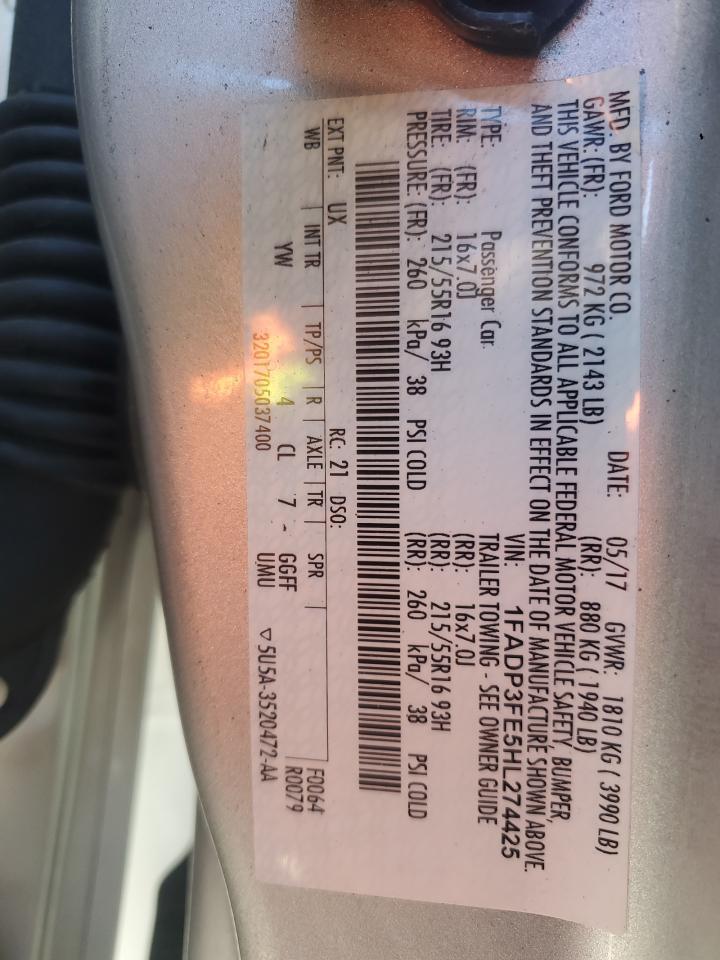 MFD. BY FORD MOTOR CO. DATE: 05/17 GVWR: 1810 KG ( 3990 LB)
GAWR: (FR): 972 KG ( 2143 LB) (RR): 880 KG ( 1940 LB)
THIS VEHICLE CONFORMS TO ALL APPLICABLE FEDERAL MOTOR VEHICLE SAFETY, BUMPER,
AND THEFT PREVENTION STANDARDS IN EFFECT ON THE DATE OF MANUFACTURE SHOWN ABOVE.
VIN: 1FADP3FE5HL274425
TYPE: Passenger Car. TRAILER TOWING - SEE OWNER GUIDE
RIM: (FR): 16x7.0J (RR): 16x7.0J
TIRE: (FR): 215/55R16 93H (RR): 215/55R16 93H
PRESSURE: (FR): 260 kPa/ 38 PSI COLD (RR): 260 kPa/ 38 PSI COLD
EXT PNT: UX RC: 21 DSO: F0064
WB | INT TR | TP/PS | R | AXLE | TR | SPR R0079
YW 4 CL 7 - GGFF
3201705037400 UMU ▽5U5A-3520472-AA